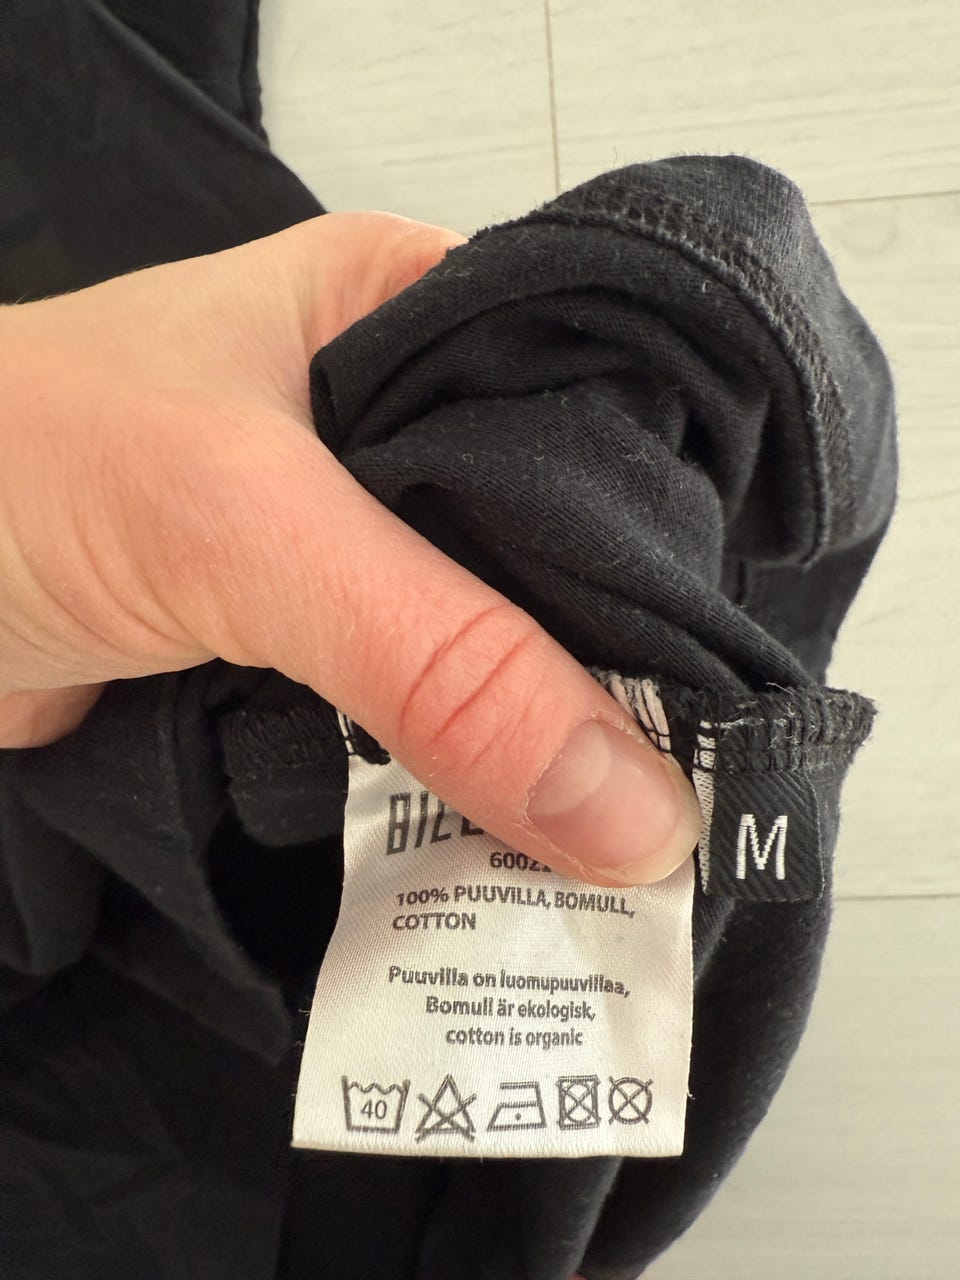 100% PUUVILLA, BOMULL,
COTTON
Puuvilla on luomupuuvillaa,
Bomull är ekologisk,
cotton is organic
40
M